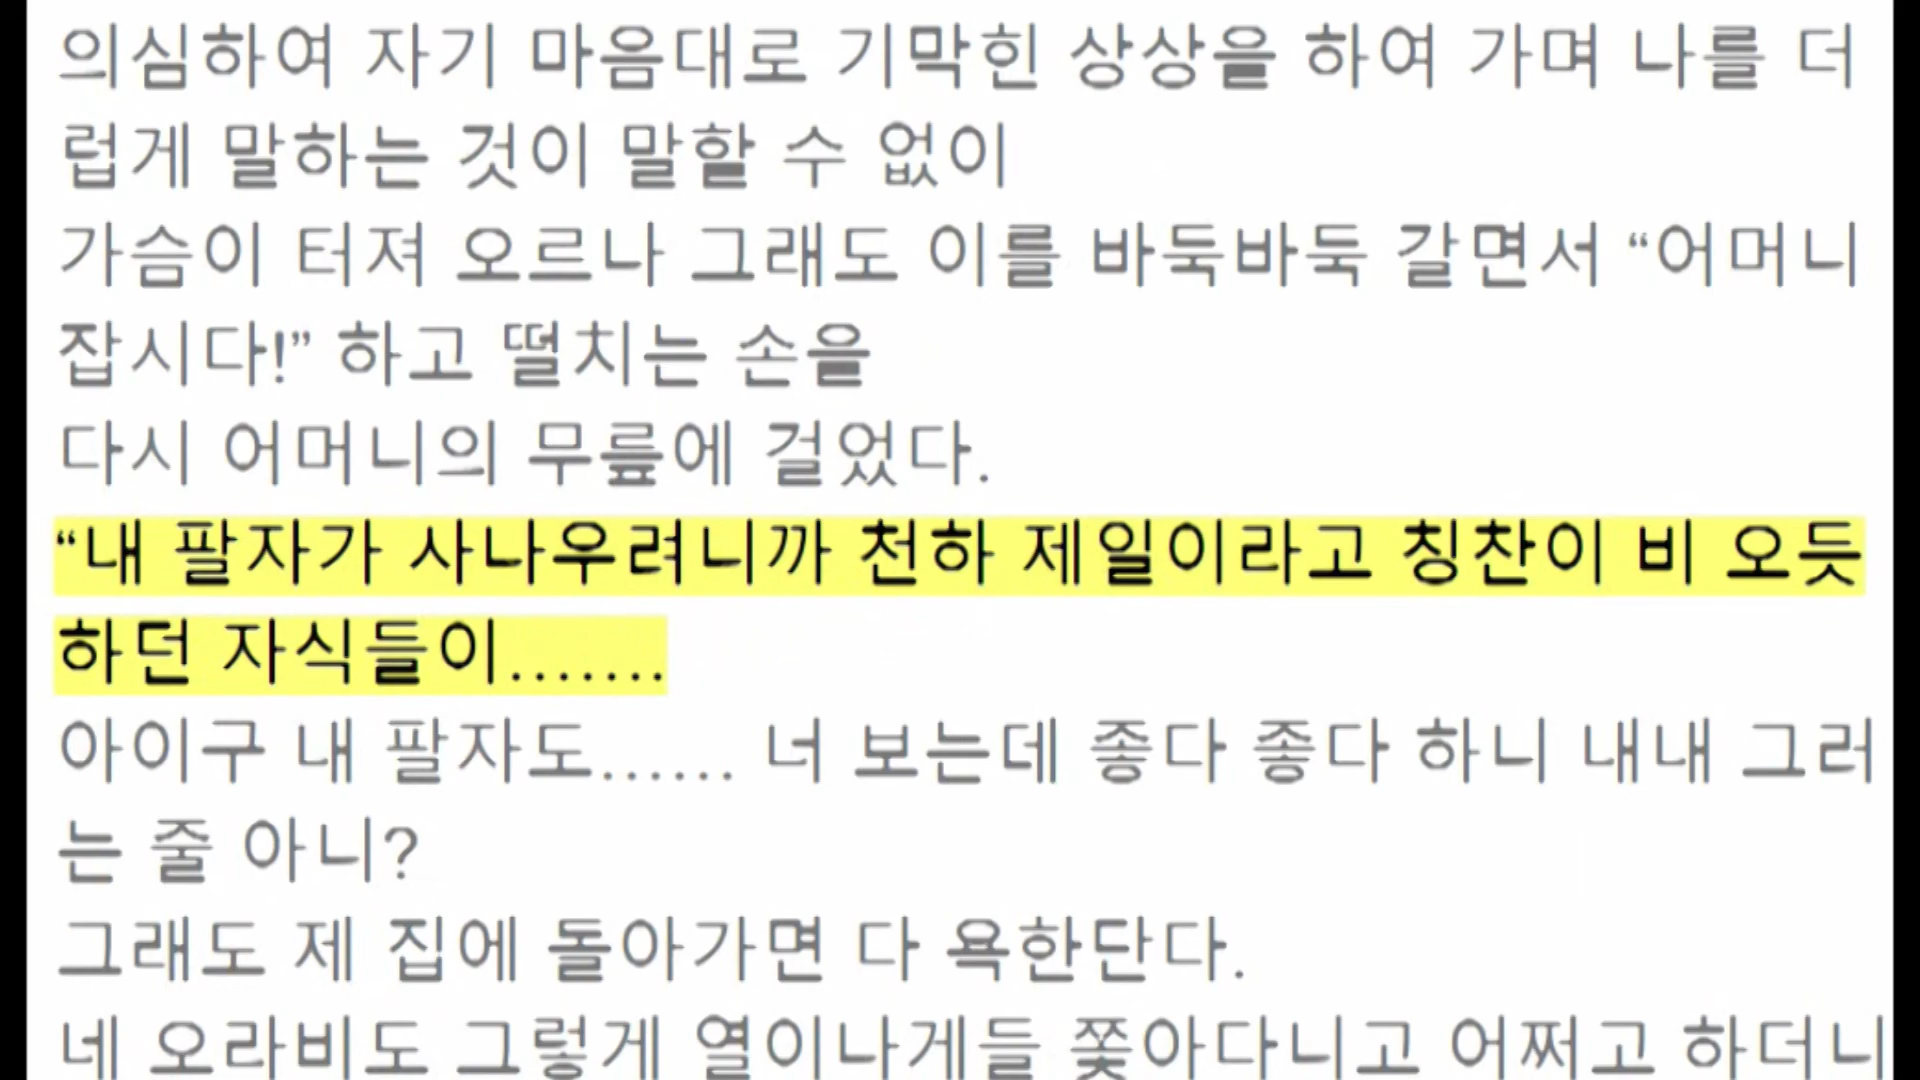 의심하여 자기 마음대로 기막힌 상상을 하여 가며 나를 더
럽게 말하는 것이 말할 수 없이
가슴이 터져 오르나 그래도 이를 바둑바둑 갈면서 “어머니
잡시다!” 하고 떨치는 손을
다시 어머니의 무릎에 걸었다.
“내 팔자가 사나우려니까 천하 제일이라고 칭찬이 비 오듯
하던 자식들이.......
아이구 내 팔자도...... 너 보는데 좋다 좋다 하니 내내 그러
는 줄 아니?
그래도 제 집에 돌아가면 다 욕한단다.
네 오라비도 그렇게 열이나게들 쫓아다니고 어쩌고 하더니